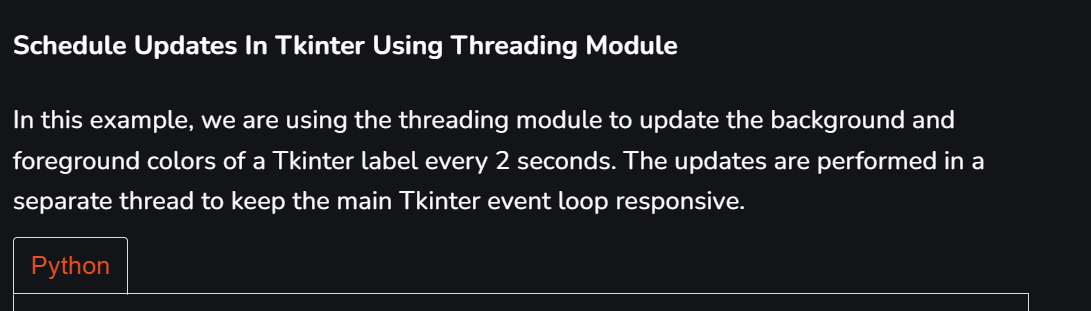 Schedule Updates In Tkinter Using Threading Module
In this example, we are using the threading module to update the background and
foreground colors of a Tkinter label every 2 seconds. The updates are performed in a
separate thread to keep the main Tkinter event loop responsive.
Python